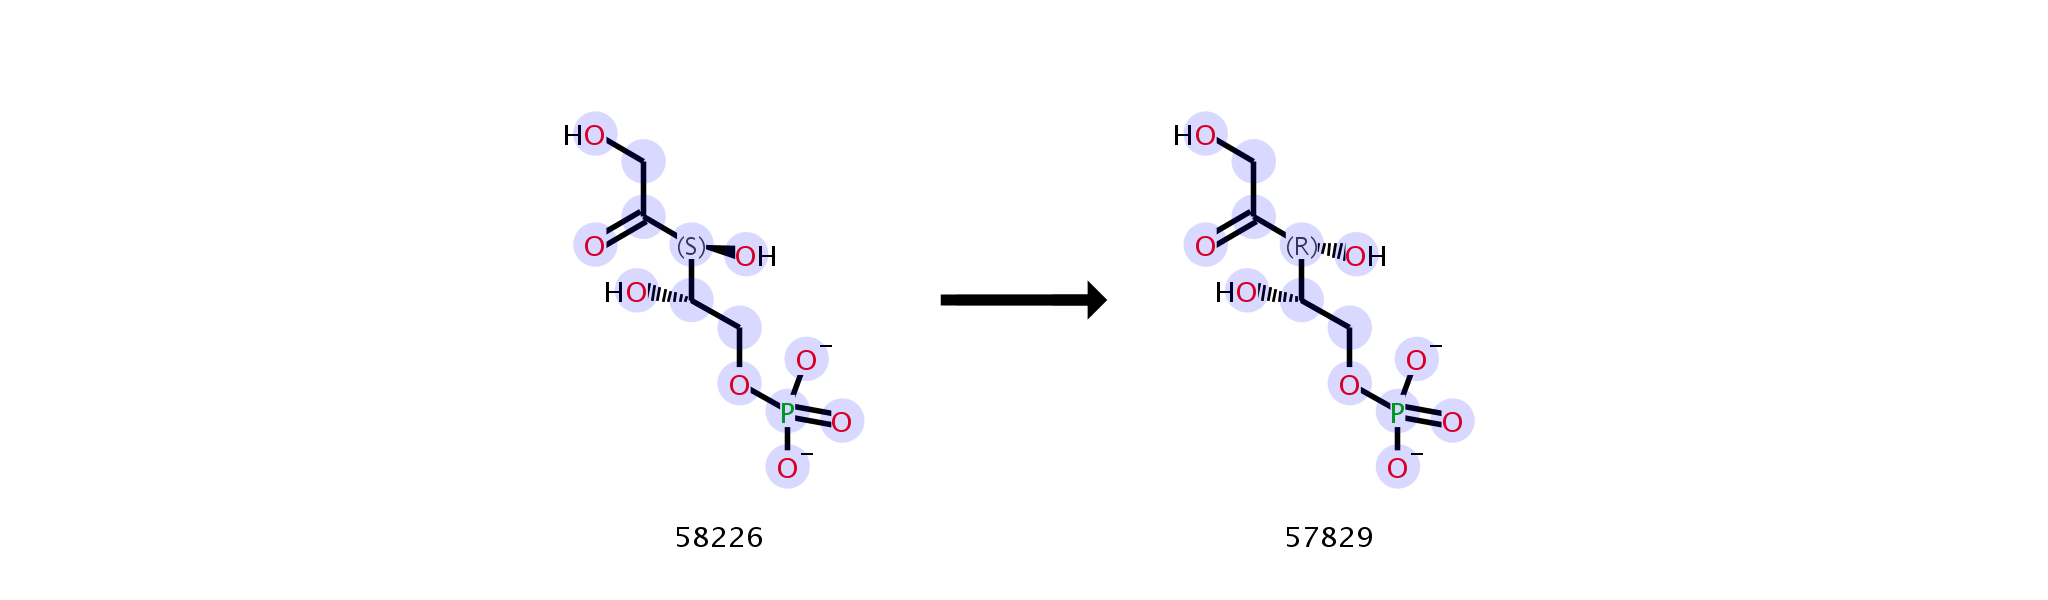 HO HO
O (S) OH O (R) OH
HO HO
O⁻ O⁻
O O
P O P O
O⁻ O⁻
58226 57829